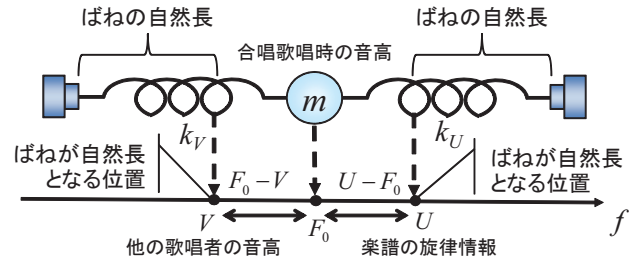 ばねの自然長
ばねの自然長
合唱歌唱時の音高
m
k_V
k_U
ばねが自然長
となる位置
ばねが自然長
となる位置
F_0 − V
U − F_0
V
F_0
U
f
他の歌唱者の音高
楽譜の旋律情報